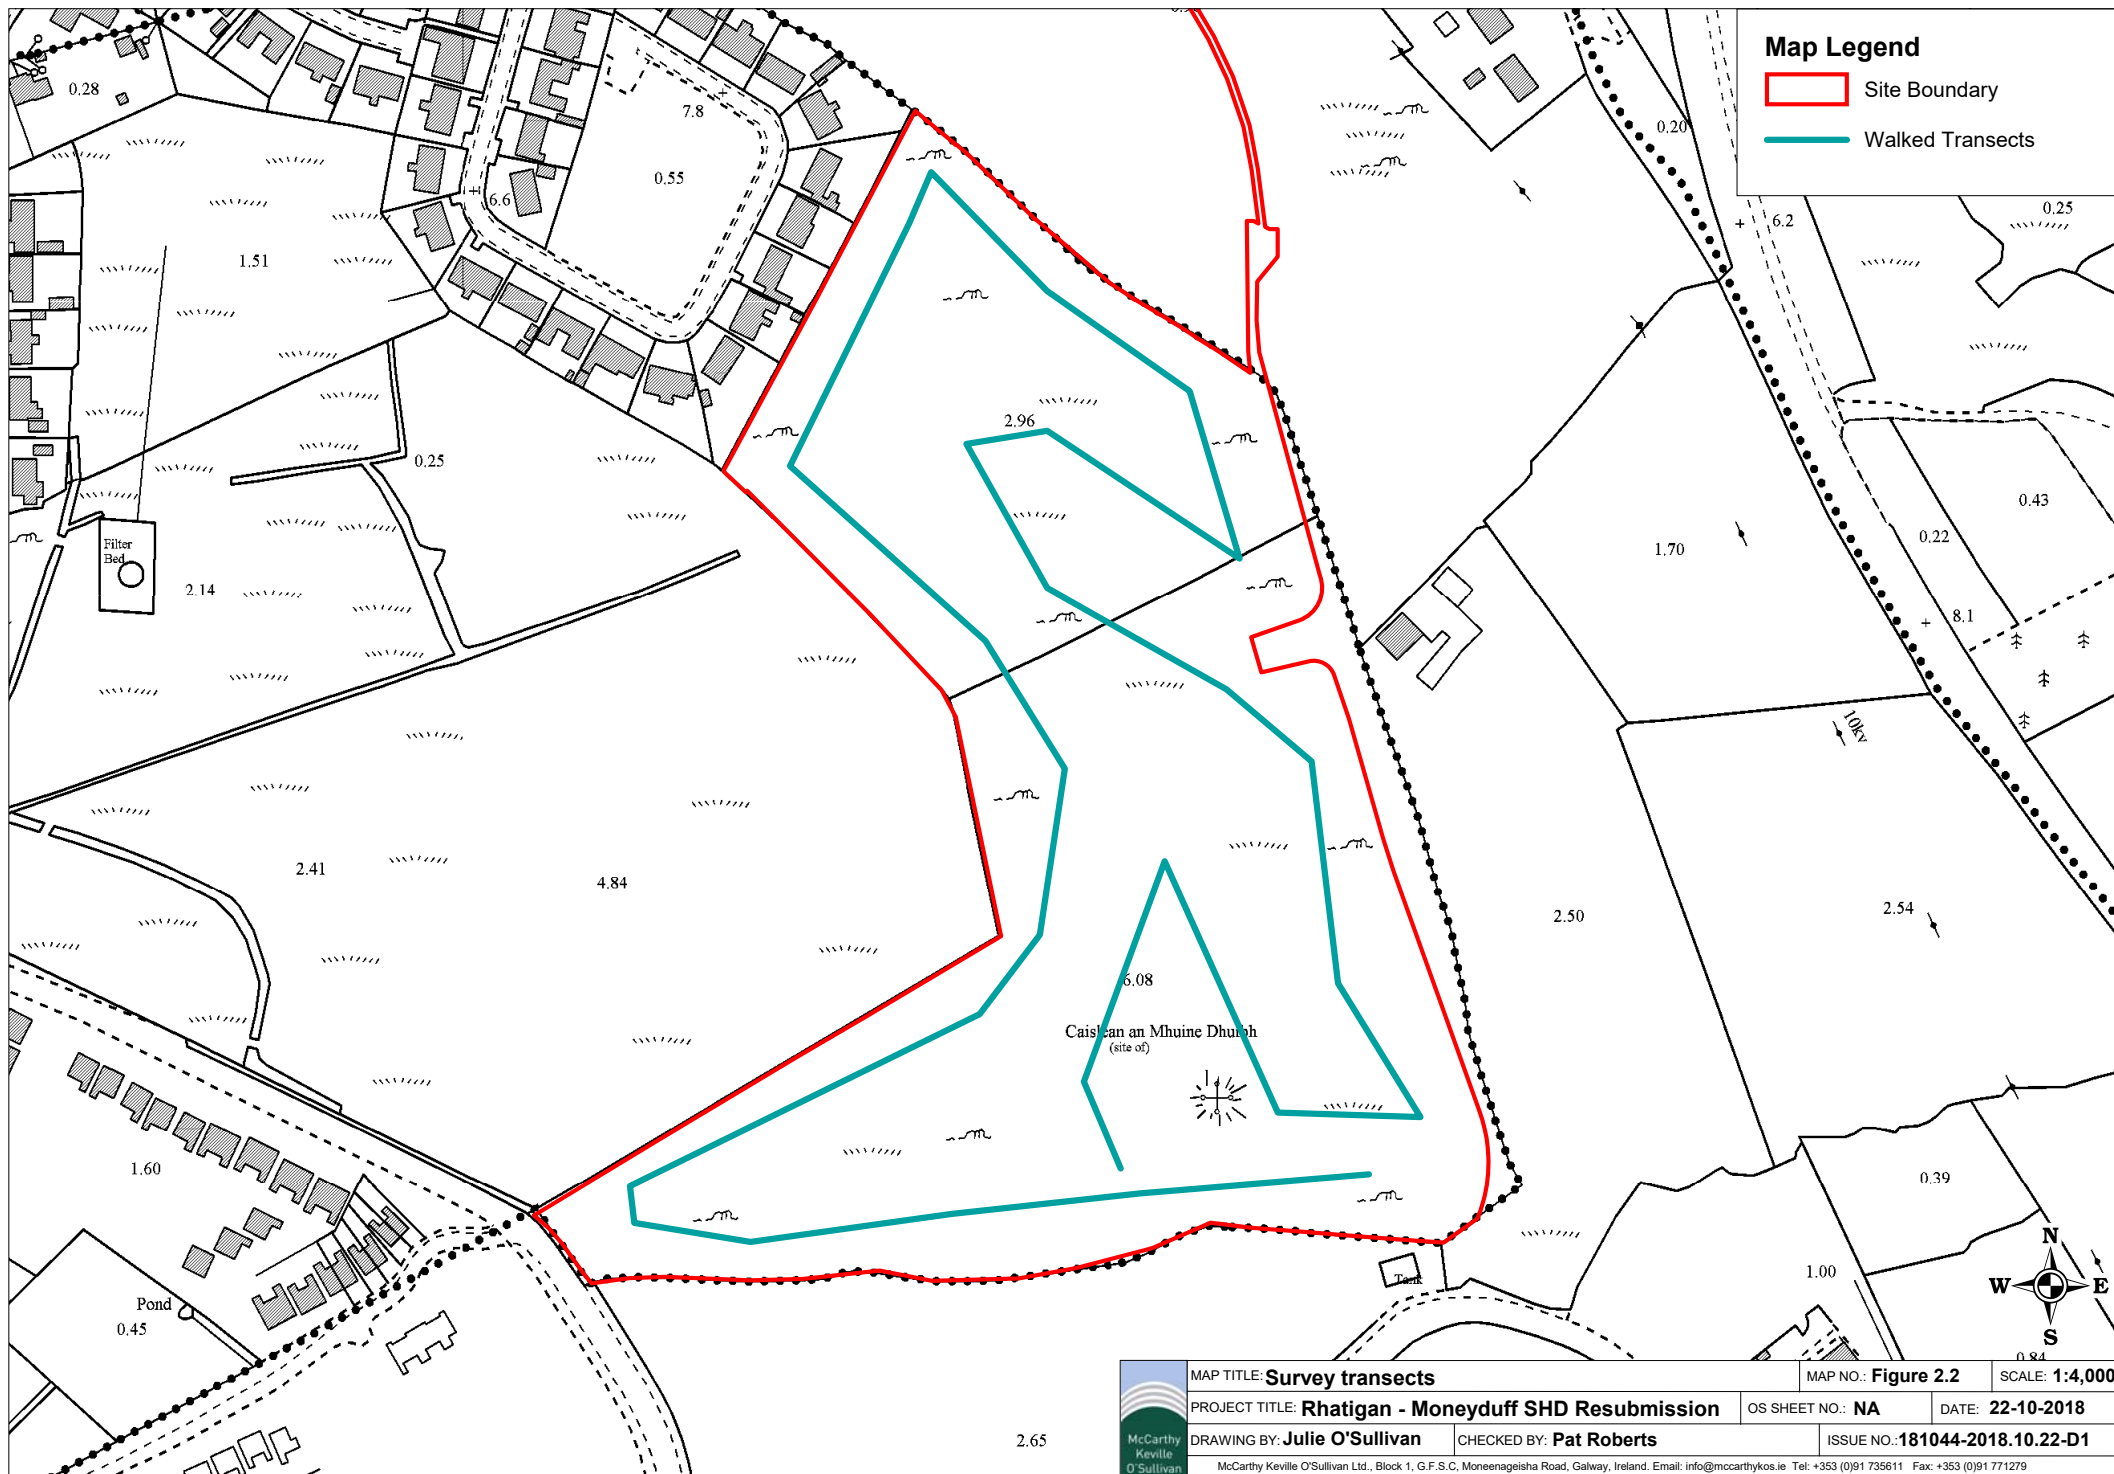 Map Legend
Site Boundary
Walked Transects
0.28
7.8
0.55
6.6
1.51
0.20
6.2
0.25
2.96
0.25
0.43
0.22
1.70
Filter
Bed
2.14
8.1
10kv
2.41
4.84
2.50
2.54
6.08
Caislean an Mhuine Dhuibh
(site of)
1.60
0.39
N
W E
S
1.00
Tank
Pond
0.45
0.84
2.65
MAP TITLE: Survey transects
MAP NO.: Figure 2.2
SCALE: 1:4,000
PROJECT TITLE: Rhatigan - Moneyduff SHD Resubmission
OS SHEET NO.: NA
DATE: 22-10-2018
DRAWING BY: Julie O'Sullivan
CHECKED BY: Pat Roberts
ISSUE NO.:181044-2018.10.22-D1
McCarthy
Keville
O'Sullivan
McCarthy Keville O'Sullivan Ltd., Block 1, G.F.S.C, Moneenageisha Road, Galway, Ireland. Email: info@mccarthykos.ie Tel: +353 (0)91 735611 Fax: +353 (0)91 771279